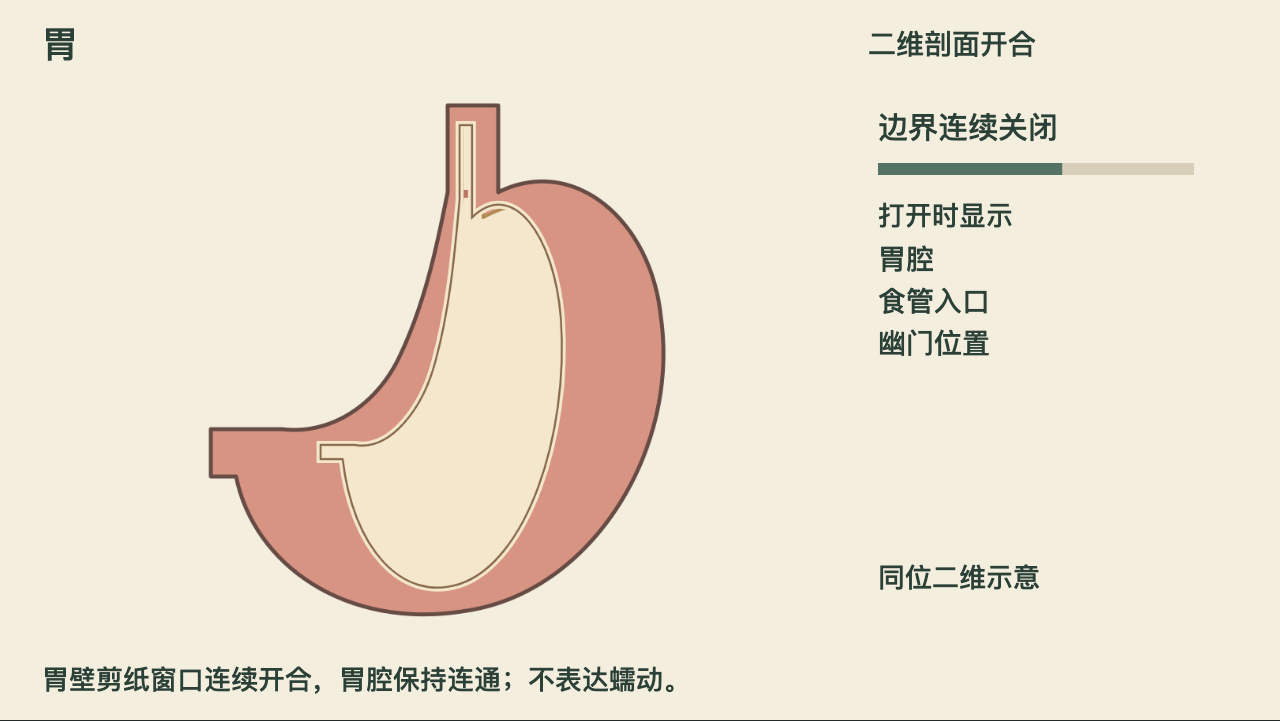 胃
二维剖面开合
边界连续关闭
打开时显示
胃腔
食管入口
幽门位置
同位二维示意
胃壁剪纸窗口连续开合，胃腔保持连通；不表达蠕动。